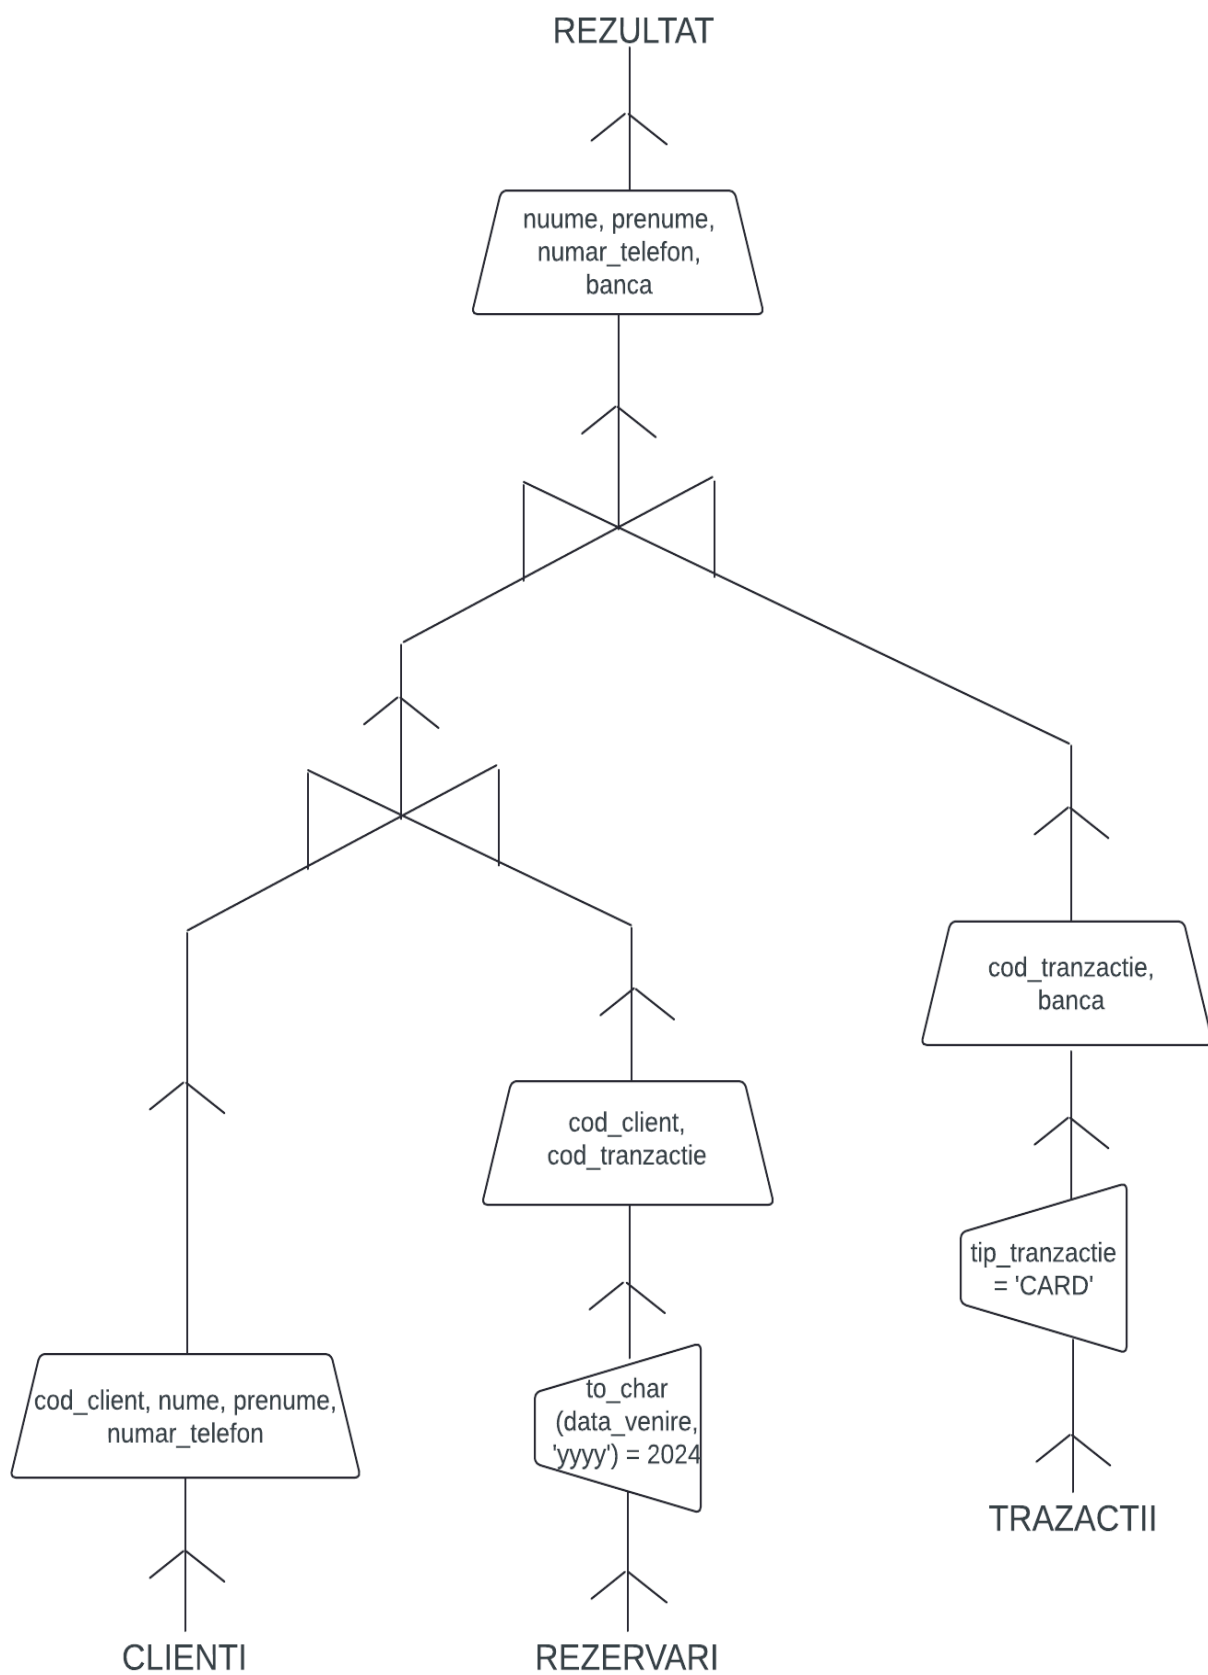 REZULTAT
nuume, prenume,
numar_telefon,
banca
cod_tranzactie,
banca
cod_client,
cod_tranzactie
tip_tranzactie
= 'CARD'
cod_client, nume, prenume,
numar_telefon
to_char
(data_venire,
'yyyy') = 2024
TRAZACTII
CLIENTI
REZERVARI